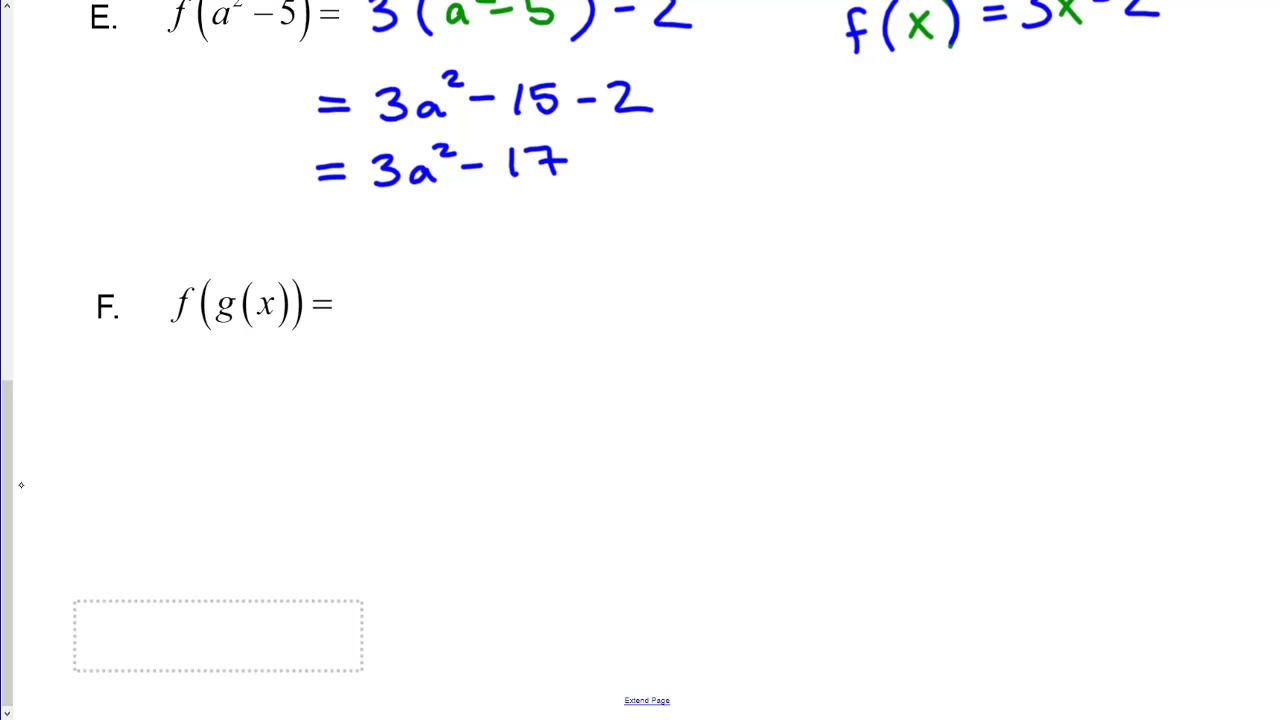 E. f(a² − 5) = 3(a² − 5) − 2
f(x) = 3x − 2
= 3a² − 15 − 2
= 3a² − 17
F. f(g(x)) =
Extend Page